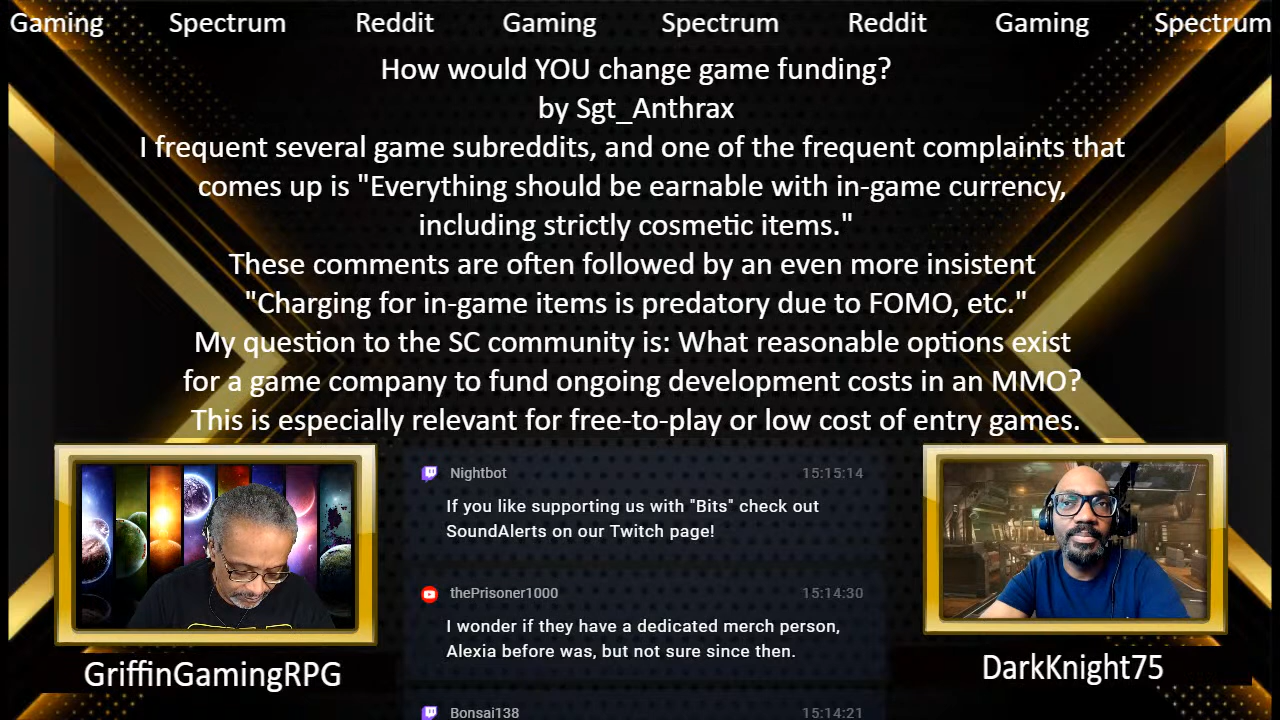 Gaming Spectrum Reddit Gaming Spectrum Reddit Gaming Spectrum
How would YOU change game funding?
by Sgt_Anthrax
I frequent several game subreddits, and one of the frequent complaints that
comes up is "Everything should be earnable with in-game currency,
including strictly cosmetic items."
These comments are often followed by an even more insistent
"Charging for in-game items is predatory due to FOMO, etc."
My question to the SC community is: What reasonable options exist
for a game company to fund ongoing development costs in an MMO?
This is especially relevant for free-to-play or low cost of entry games.
Nightbot 15:15:14
If you like supporting us with "Bits" check out
SoundAlerts on our Twitch page!
thePrisoner1000 15:14:30
I wonder if they have a dedicated merch person,
Alexia before was, but not sure since then.
Bonsai138 15:14:21
GriffinGamingRPG
DarkKnight75